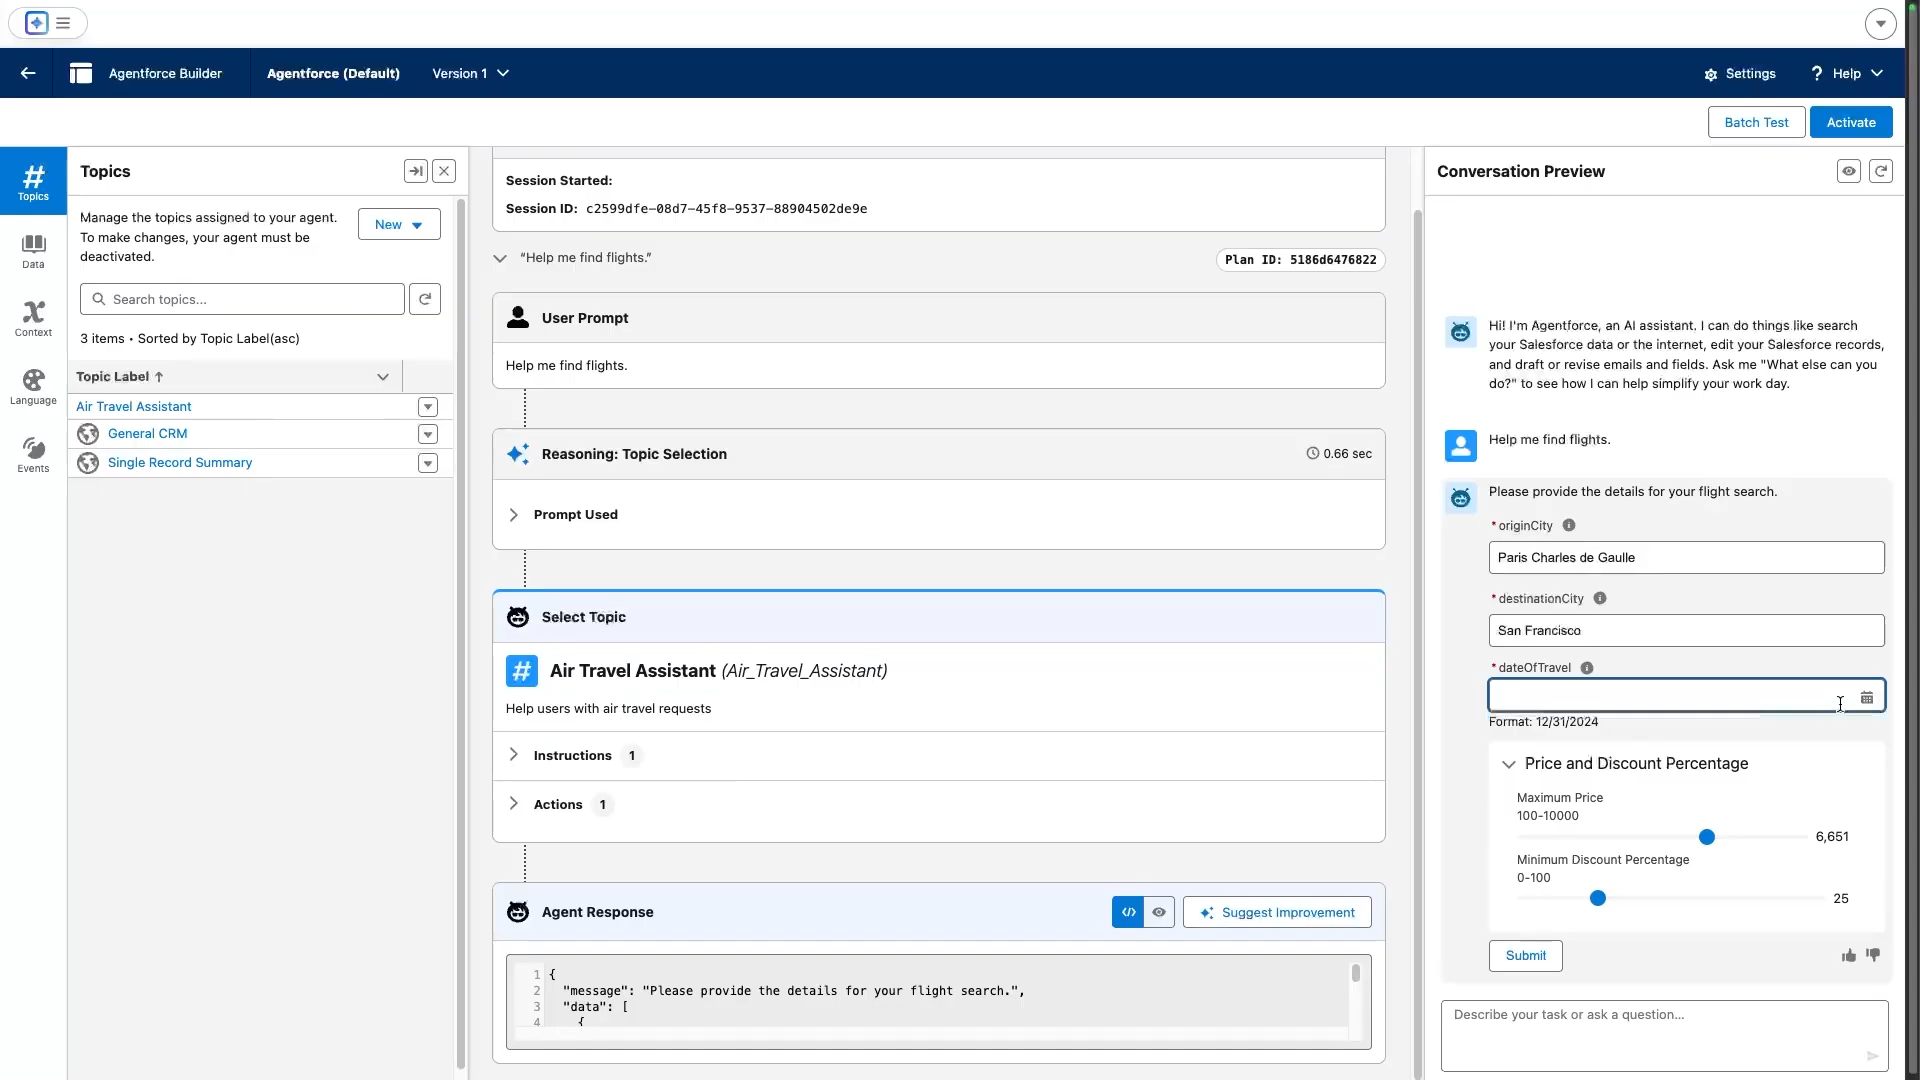 Agentforce Builder
Agentforce (Default)
Version 1
Settings
? Help
Batch Test
Activate
# Topics
Data
Context
Language
Events
Topics
Manage the topics assigned to your agent.
To make changes, your agent must be
deactivated.
New
Search topics...
3 items • Sorted by Topic Label(asc)
Topic Label ↑
Air Travel Assistant
General CRM
Single Record Summary
Session Started:
Session ID: c2599dfe-08d7-45f8-9537-88904502de9e
“Help me find flights.”
Plan ID: 5186d6476822
User Prompt
Help me find flights.
Reasoning: Topic Selection
0.66 sec
Prompt Used
Select Topic
# Air Travel Assistant (Air_Travel_Assistant)
Help users with air travel requests
Instructions 1
Actions 1
Agent Response
</>
Suggest Improvement
1 {
2 "message": "Please provide the details for your flight search.",
3 "data": [
4 {
Conversation Preview
Hi! I'm Agentforce, an AI assistant. I can do things like search
your Salesforce data or the internet, edit your Salesforce records,
and draft or revise emails and fields. Ask me "What else can you
do?" to see how I can help simplify your work day.
Help me find flights.
Please provide the details for your flight search.
* originCity
Paris Charles de Gaulle
* destinationCity
San Francisco
* dateOfTravel
Format: 12/31/2024
Price and Discount Percentage
Maximum Price
100-10000
6,651
Minimum Discount Percentage
0-100
25
Submit
Describe your task or ask a question...